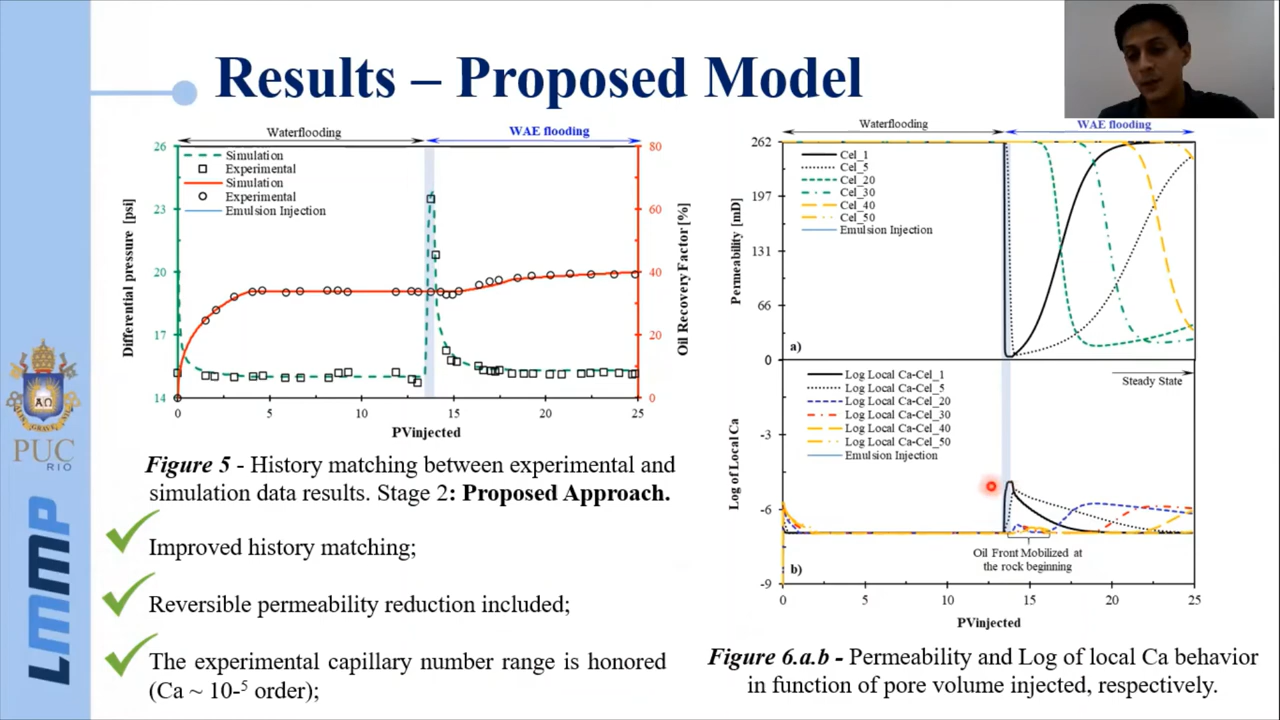 Results – Proposed Model
Waterflooding
WAE flooding
26
23
20
17
14
Differential pressure [psi]
Simulation
Experimental
Simulation
Experimental
Emulsion Injection
80
60
40
20
0
Oil Recovery Factor [%]
0
5
10
15
20
25
PVinjected
Figure 5 - History matching between experimental and
simulation data results. Stage 2: Proposed Approach.
Improved history matching;
Reversible permeability reduction included;
The experimental capillary number range is honored
(Ca ~ 10-⁵ order);
Waterflooding
WAE flooding
262
197
131
66
0
Permeability [mD]
Cel_1
Cel_5
Cel_20
Cel_30
Cel_40
Cel_50
Emulsion Injection
a)
Log Local Ca-Cel_1
Log Local Ca-Cel_5
Log Local Ca-Cel_20
Log Local Ca-Cel_30
Log Local Ca-Cel_40
Log Local Ca-Cel_50
Emulsion Injection
Steady State
-3
-6
-9
Log of Local Ca
Oil Front Mobilized at
the rock beginning
b)
0
5
10
15
20
25
PVinjected
Figure 6.a.b - Permeability and Log of local Ca behavior
in function of pore volume injected, respectively.
ΑΩ
PUC
RIO
LMMP